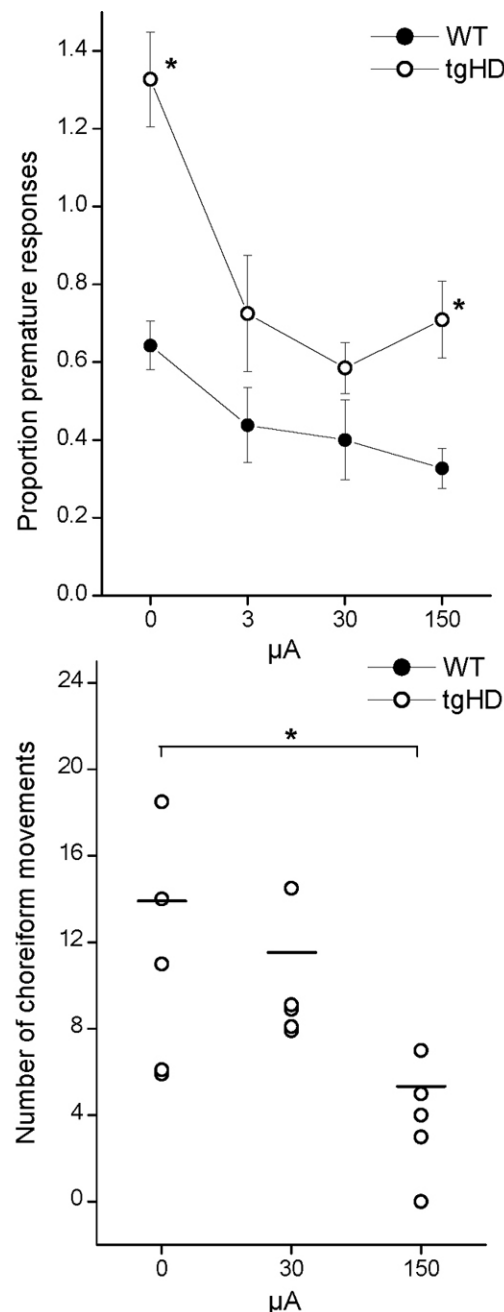 WT
tgHD
Proportion premature responses
1.4
1.2
1.0
0.8
0.6
0.4
0.2
0.0
*
*
0 3 30 150
µA
WT
tgHD
Number of choreiform movements
24
20
16
12
8
4
0
*
0 30 150
µA